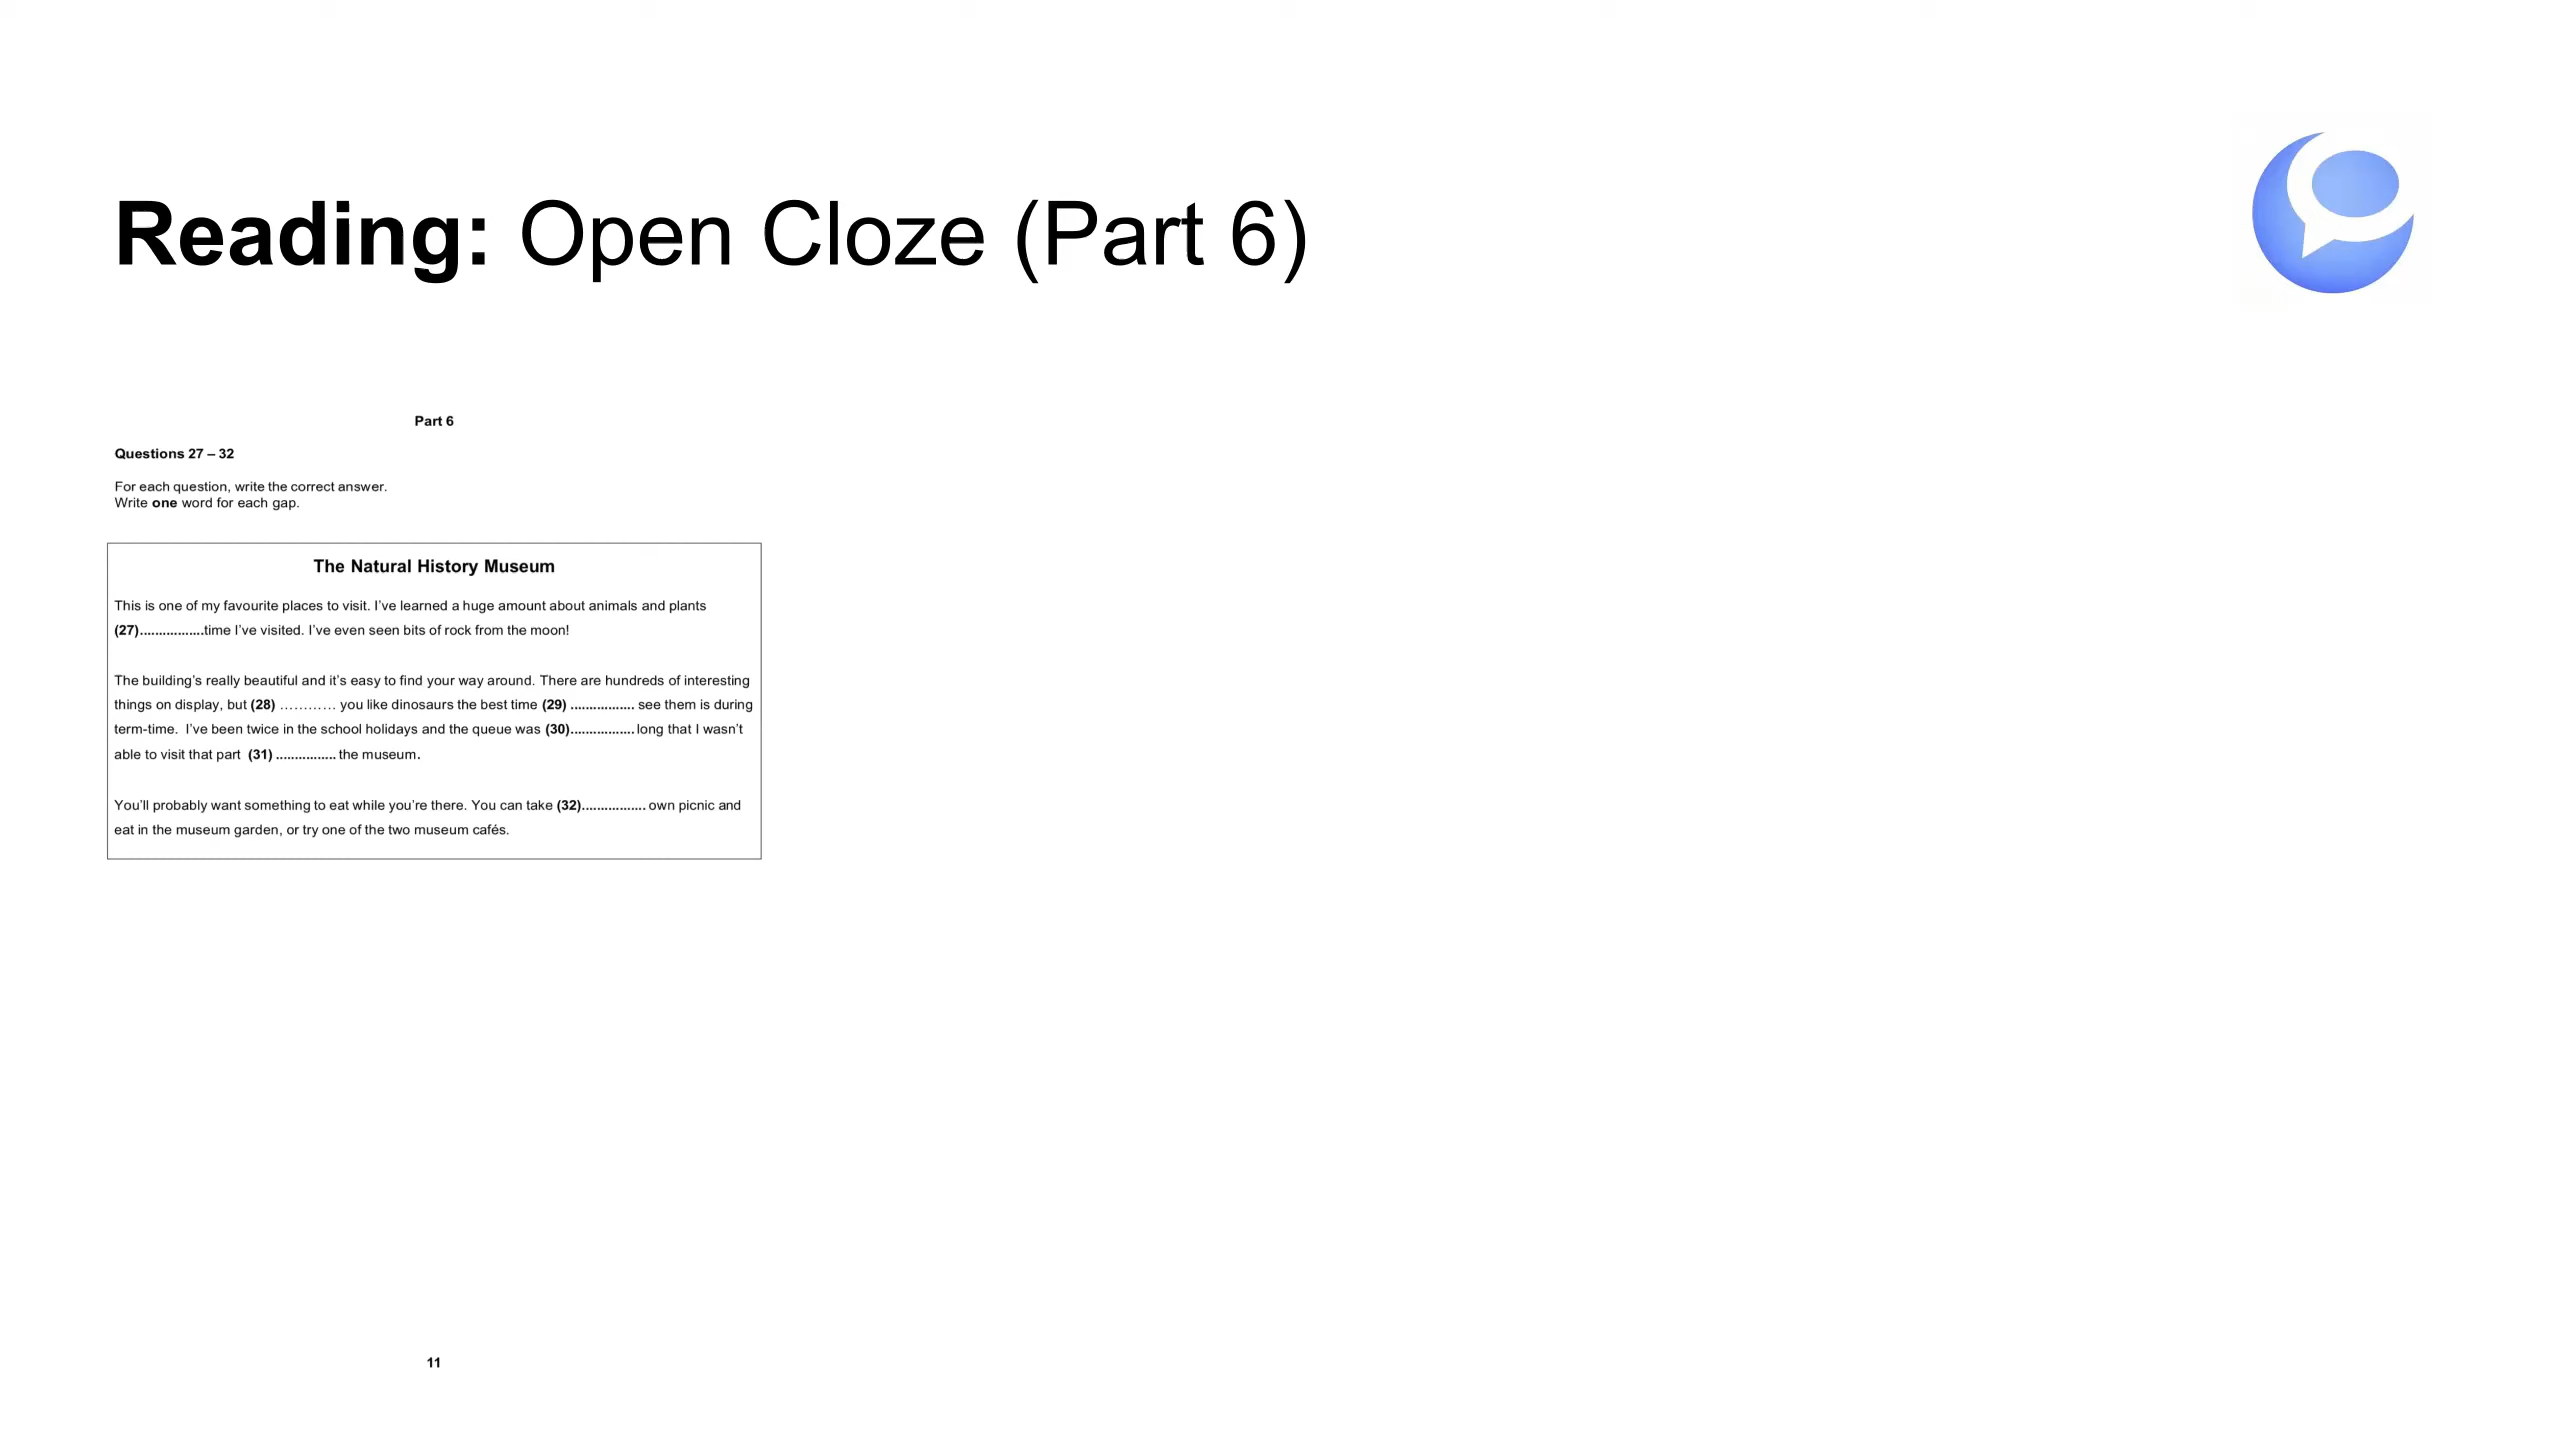 Reading: Open Cloze (Part 6)
Part 6
Questions 27 – 32
For each question, write the correct answer.
Write one word for each gap.
The Natural History Museum
This is one of my favourite places to visit. I’ve learned a huge amount about animals and plants
(27).................time I’ve visited. I’ve even seen bits of rock from the moon!
The building’s really beautiful and it’s easy to find your way around. There are hundreds of interesting
things on display, but (28) ………… you like dinosaurs the best time (29) ................. see them is during
term-time.  I’ve been twice in the school holidays and the queue was (30)................. long that I wasn’t
able to visit that part  (31) ................ the museum.
You’ll probably want something to eat while you’re there. You can take (32)................. own picnic and
eat in the museum garden, or try one of the two museum cafés.
11